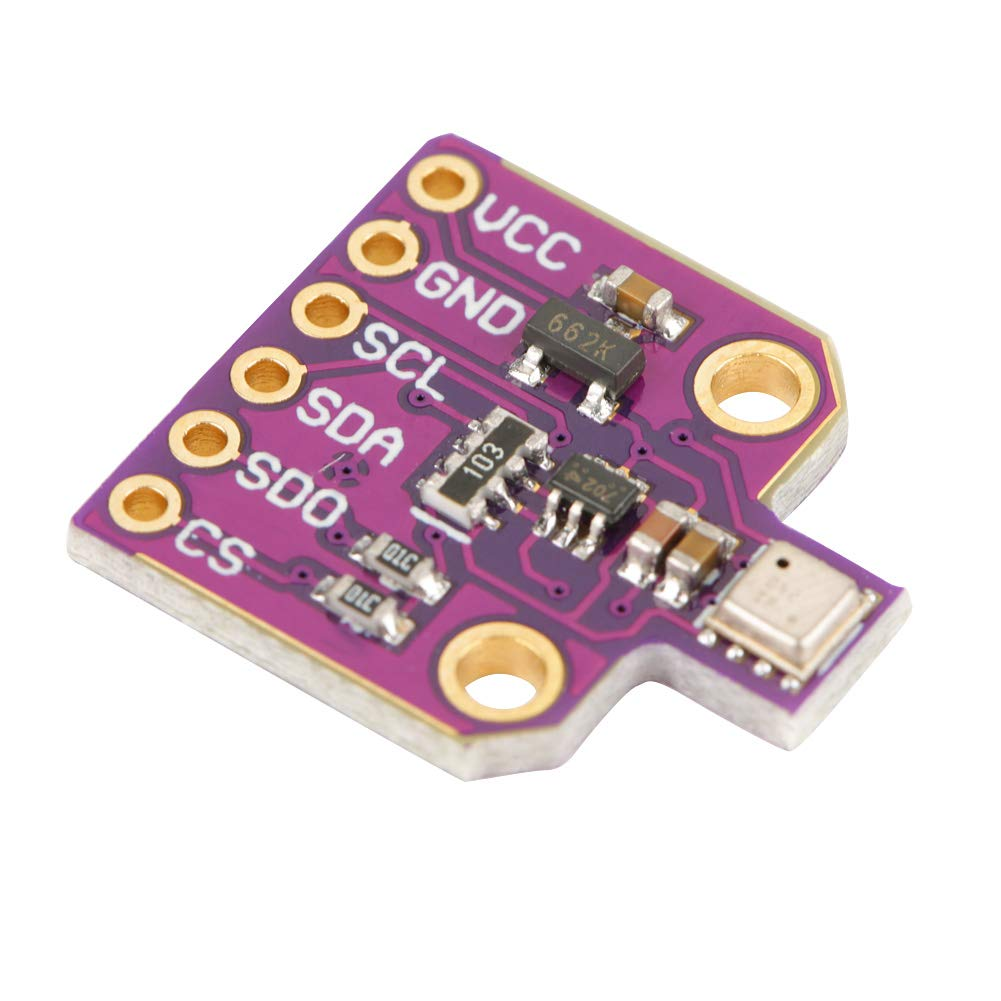 VCC
GND
SCL
SDA
SDO
CS
662K
103
702
01C
01C